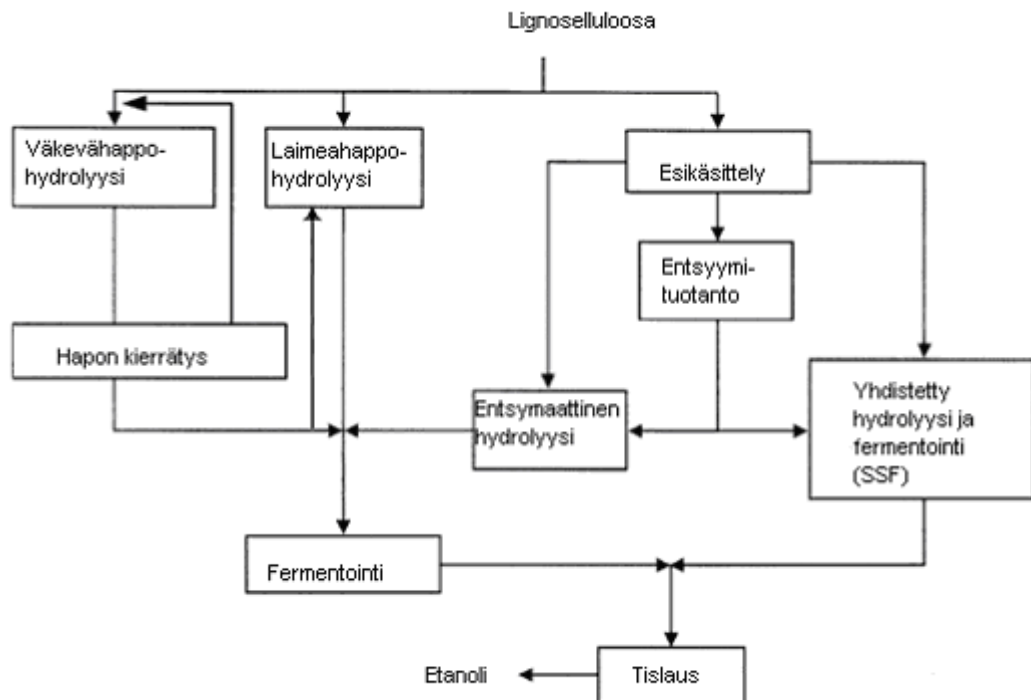 Lignoselluloosa
Väkevähappo-
hydrolyysi
Laimeahappo-
hydrolyysi
Esikäsittely
Entsyymi-
tuotanto
Hapon kierrätys
Entsymaattinen
hydrolyysi
Yhdistetty
hydrolyysi ja
fermentointi
(SSF)
Fermentointi
Etanoli
Tislaus